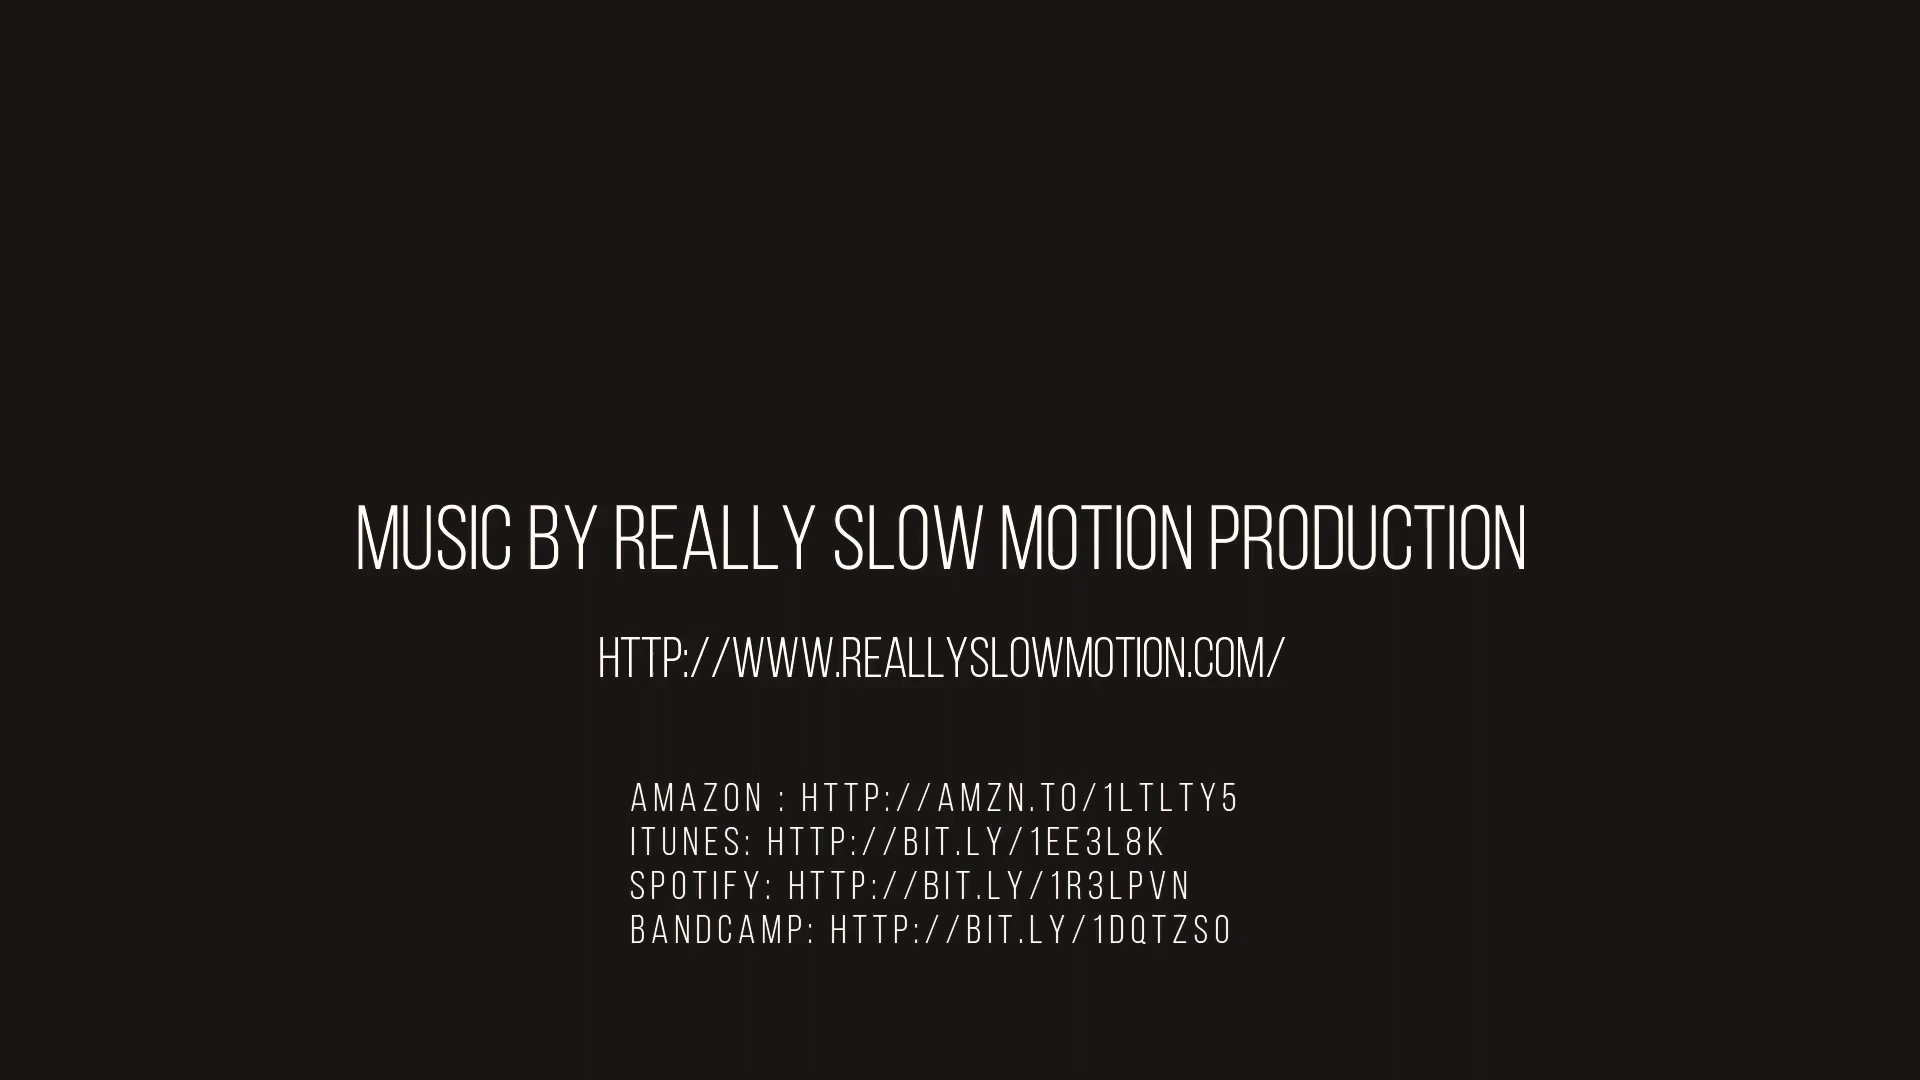 MUSIC BY REALLY SLOW MOTION PRODUCTION
HTTP://WWW.REALLYSLOWMOTION.COM/
AMAZON : HTTP://AMZN.TO/1LTLTY5
ITUNES: HTTP://BIT.LY/1EE3L8K
SPOTIFY: HTTP://BIT.LY/1R3LPVN
BANDCAMP: HTTP://BIT.LY/1DQTZSO